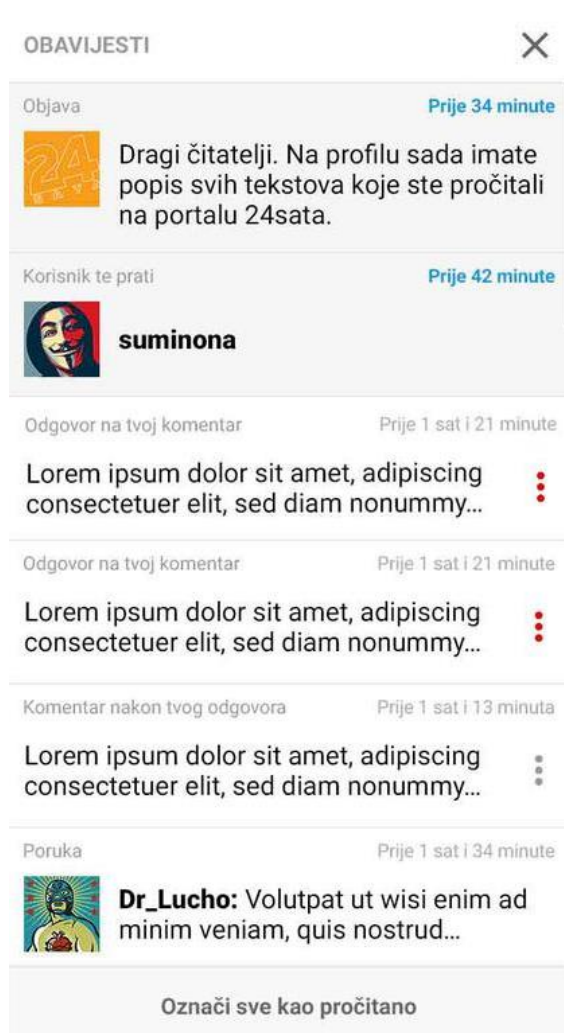 OBAVIJESTI
Objava
Prije 34 minute
24
SATA
Dragi čitatelji. Na profilu sada imate
popis svih tekstova koje ste pročitali
na portalu 24sata.
Korisnik te prati
Prije 42 minute
suminona
Odgovor na tvoj komentar
Prije 1 sat i 21 minute
Lorem ipsum dolor sit amet, adipiscing
consectetuer elit, sed diam nonummy...
Odgovor na tvoj komentar
Prije 1 sat i 21 minute
Lorem ipsum dolor sit amet, adipiscing
consectetuer elit, sed diam nonummy...
Komentar nakon tvog odgovora
Prije 1 sat i 13 minuta
Lorem ipsum dolor sit amet, adipiscing
consectetuer elit, sed diam nonummy...
Poruka
Prije 1 sat i 34 minute
Dr_Lucho: Volutpat ut wisi enim ad
minim veniam, quis nostrud...
Označi sve kao pročitano